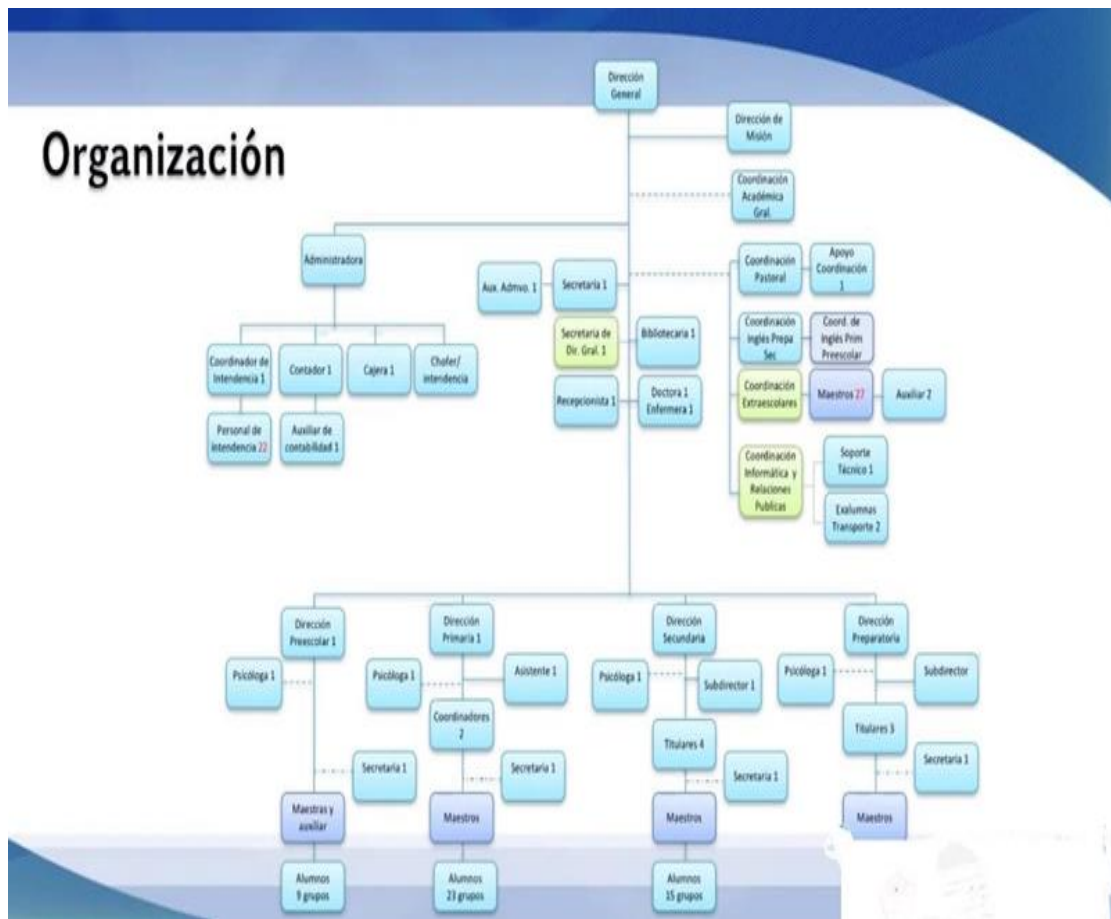 Organización
Dirección
General
Dirección de
Misión
Coordinación
Académica
Gral.
Administradora
Aux. Admvo. 1
Secretaría 1
Coordinación
Pastoral
Apoyo
Coordinación
1
Secretaria de
Dir. Gral. 1
Bibliotecaria 1
Coordinación
Inglés Prepa
Sec
Coord. de
Inglés Prim
Preescolar
Coordinador de
Intendencia 1
Contador 1
Cajera 1
Chofer/
intendencia
Recepcionista 1
Doctora 1
Enfermera 1
Coordinación
Extraescolares
Maestros 27
Auxiliar 2
Personal de
intendencia 22
Auxiliar de
contabilidad 1
Coordinación
Informática y
Relaciones
Publicas
Soporte
Técnico 1
Exalumnas
Transporte 2
Dirección
Preescolar 1
Dirección
Primaria 1
Dirección
Secundaria
Dirección
Preparatoria
Psicóloga 1
Psicóloga 1
Asistente 1
Psicóloga 1
Subdirector 1
Psicóloga 1
Subdirector
Coordinadores
2
Titulares 4
Titulares 3
Secretaria 1
Secretaria 1
Secretaria 1
Secretaria 1
Maestras y
auxiliar
Maestros
Maestros
Maestros
Alumnos
9 grupos
Alumnos
23 grupos
Alumnos
15 grupos